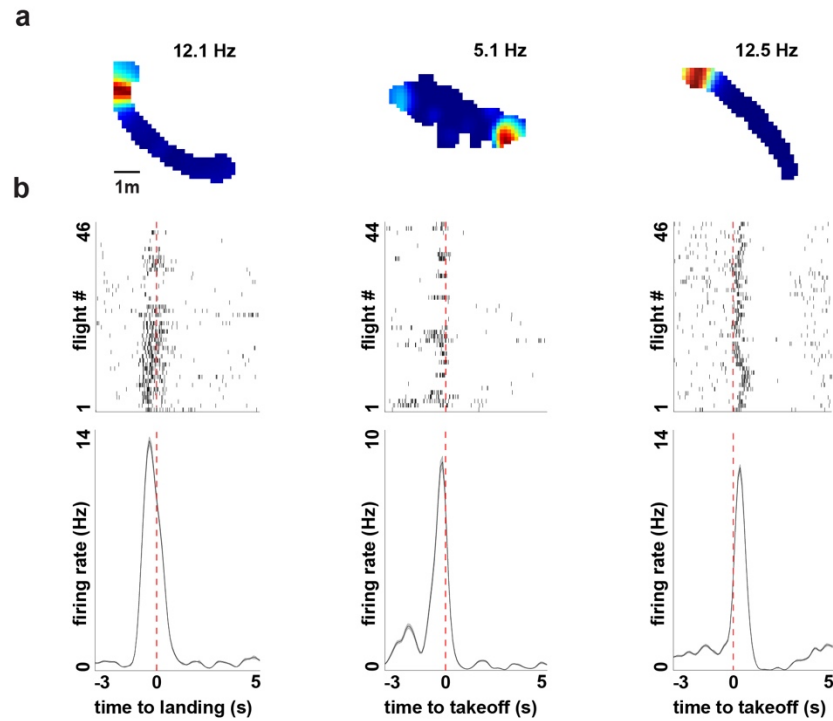 a
12.1 Hz
5.1 Hz
12.5 Hz
1m
b
46
flight #
1
44
flight #
1
46
flight #
1
14
firing rate (Hz)
0
10
firing rate (Hz)
0
14
firing rate (Hz)
0
-3 0 5
-3 0 5
-3 0 5
time to landing (s)
time to takeoff (s)
time to takeoff (s)